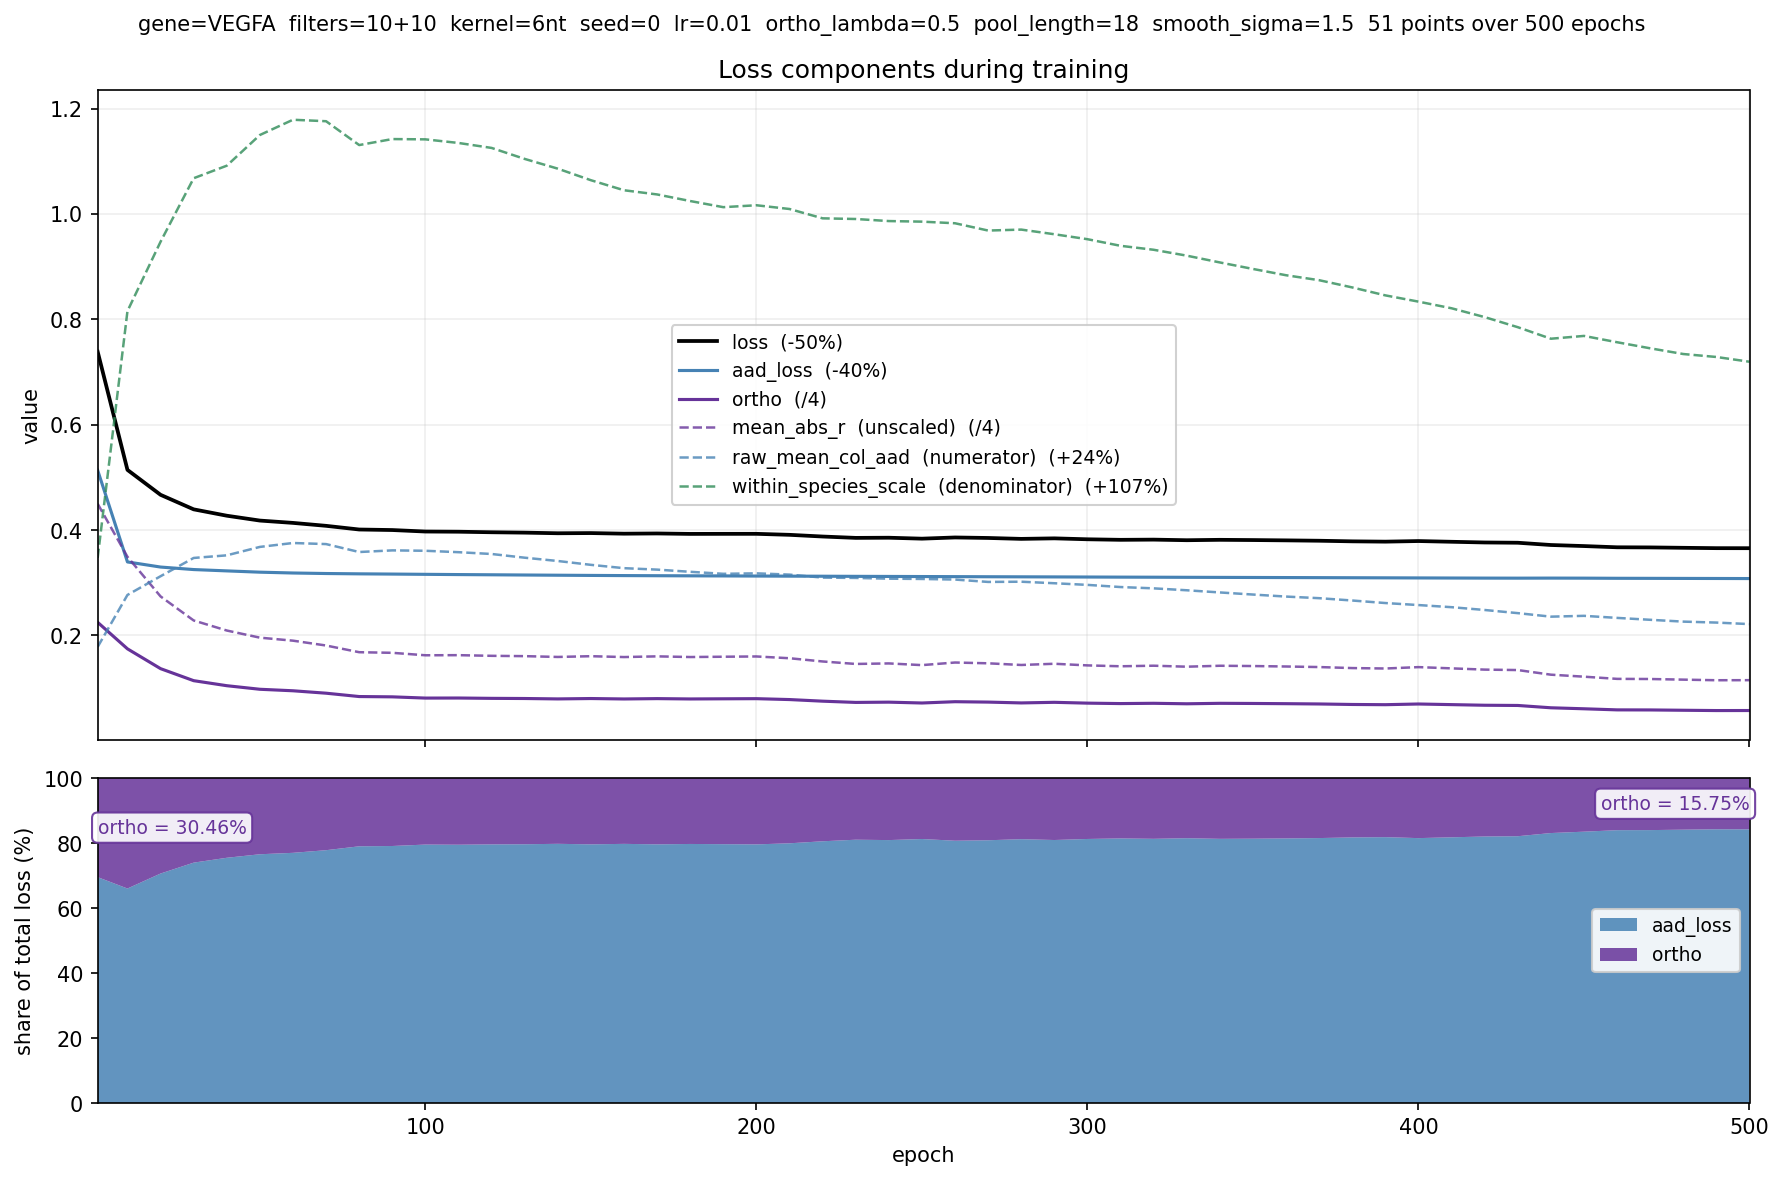 gene=VEGFA  filters=10+10  kernel=6nt  seed=0  lr=0.01  ortho_lambda=0.5  pool_length=18  smooth_sigma=1.5  51 points over 500 epochs
Loss components during training
1.2
1.0
0.8
0.6
0.4
0.2
value
loss  (-50%)
aad_loss  (-40%)
ortho  (/4)
mean_abs_r  (unscaled)  (/4)
raw_mean_col_aad  (numerator)  (+24%)
within_species_scale  (denominator)  (+107%)
100
80
60
40
20
0
share of total loss (%)
ortho = 30.46%
ortho = 15.75%
aad_loss
ortho
100
200
300
400
500
epoch